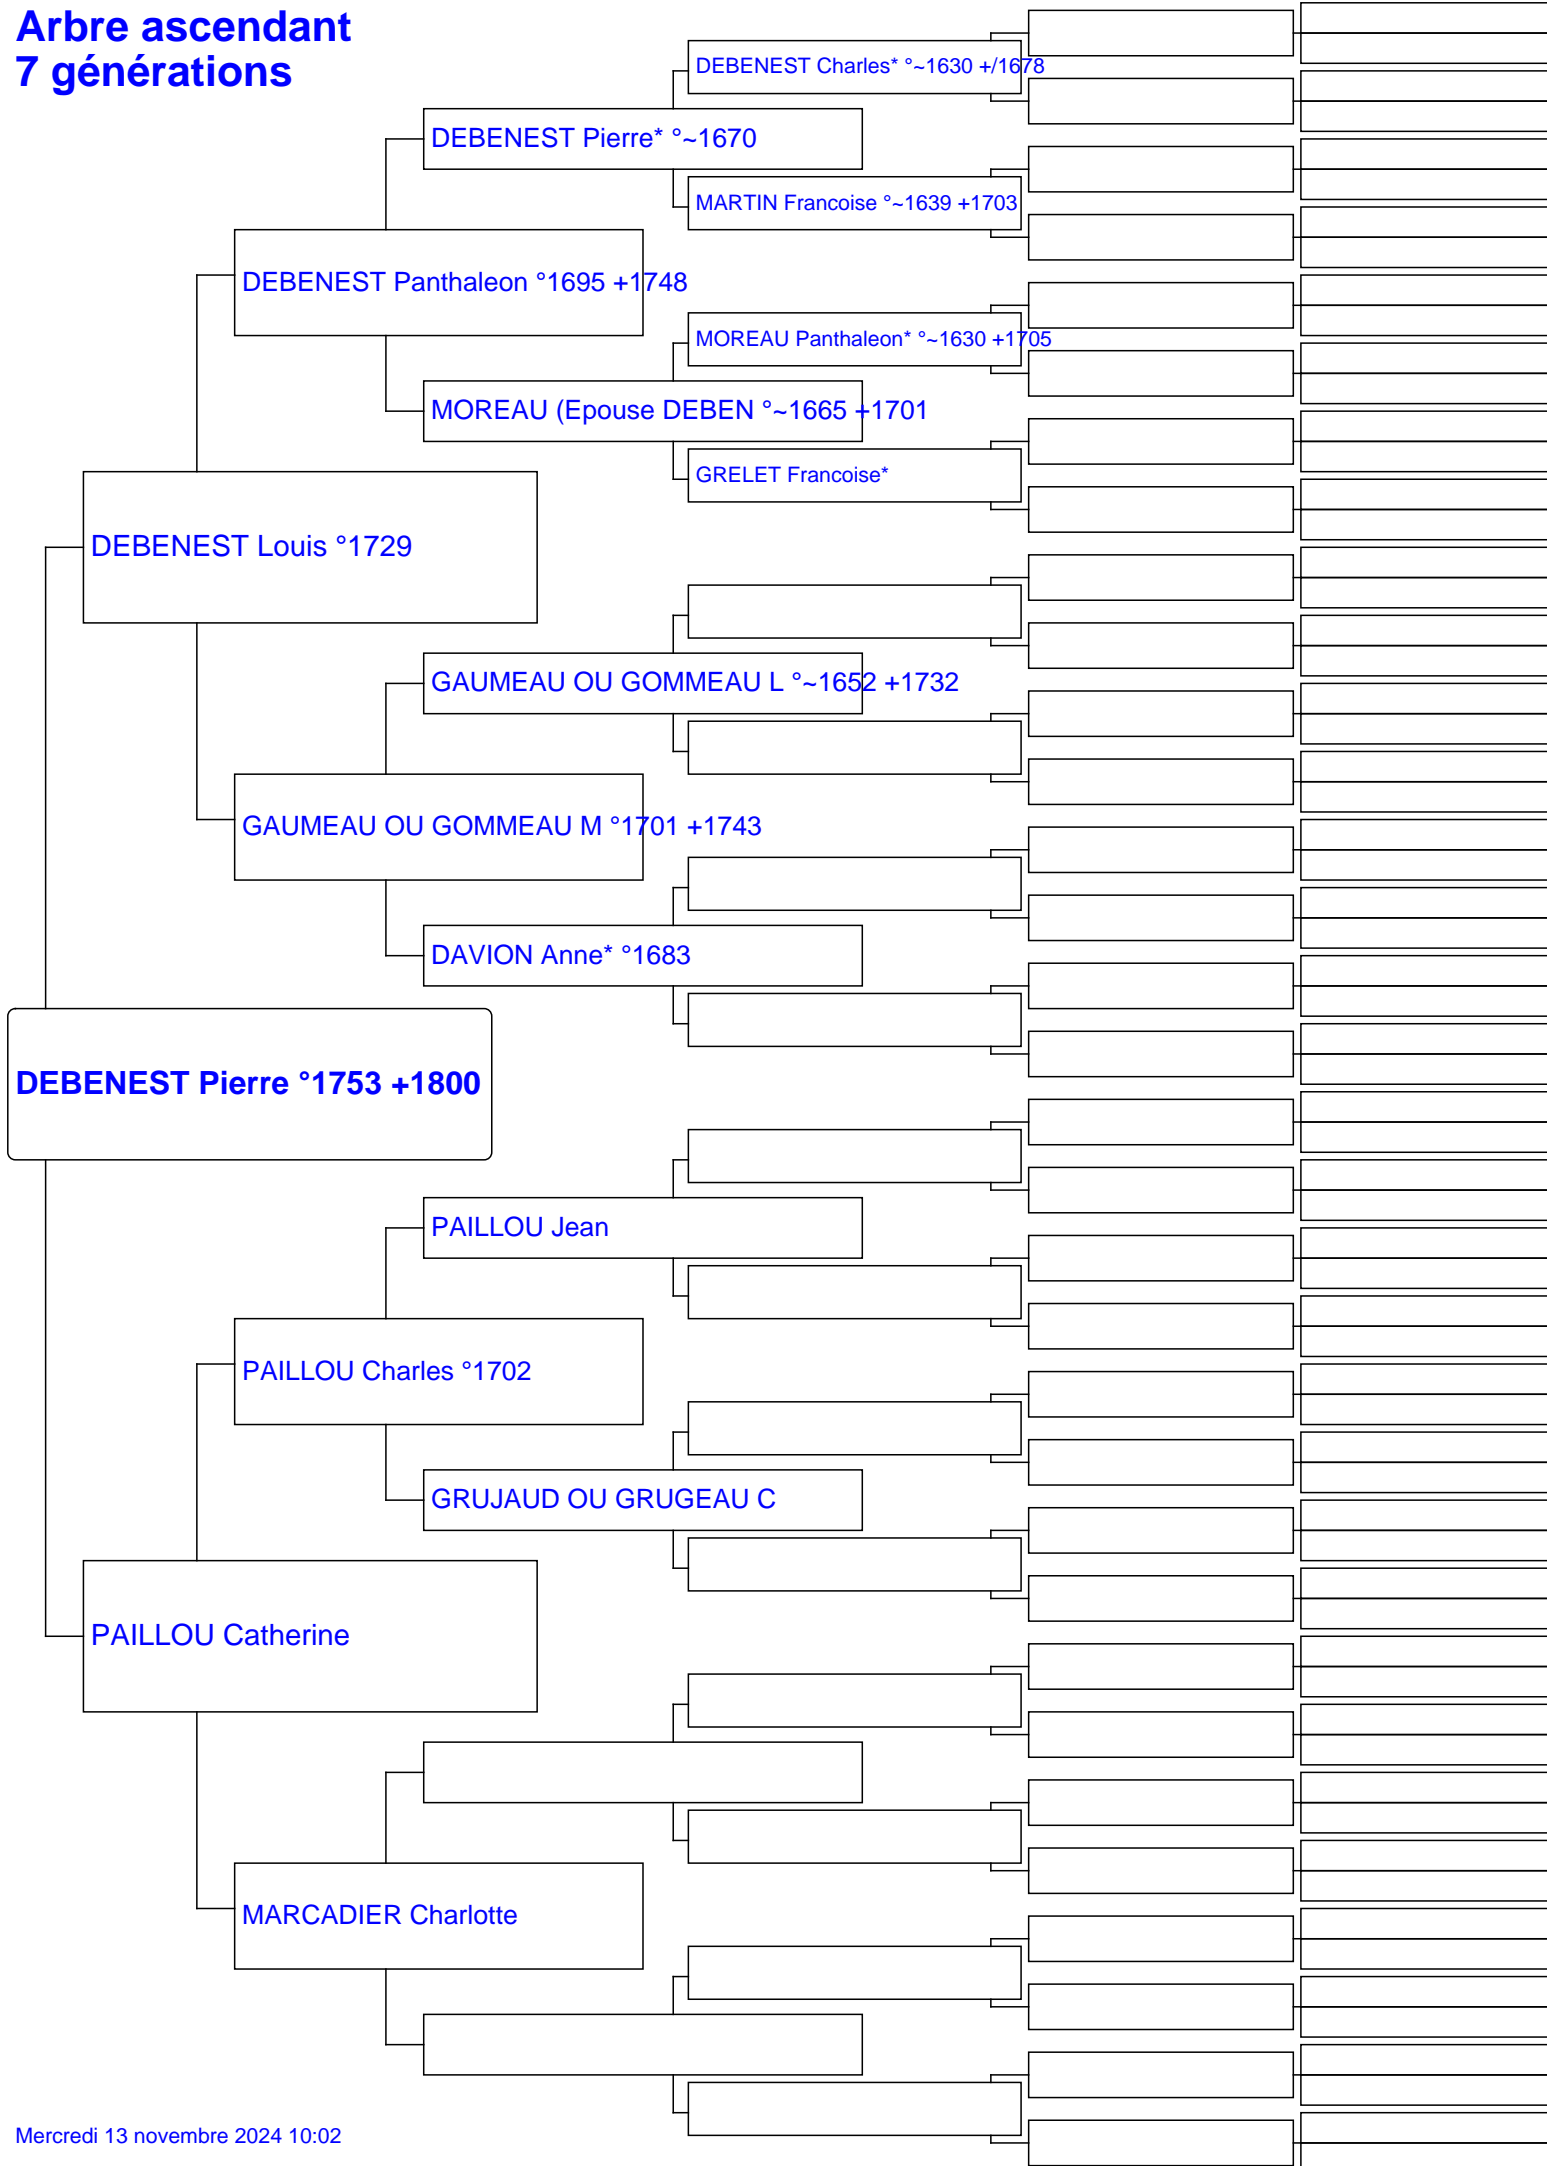 Arbre ascendant
7 générations
DEBENEST Charles* °~1630 +/1678
DEBENEST Pierre* °~1670
MARTIN Francoise °~1639 +1703
DEBENEST Panthaleon °1695 +1748
MOREAU Panthaleon* °~1630 +1705
MOREAU (Epouse DEBEN °~1665 +1701
GRELET Francoise*
DEBENEST Louis °1729
GAUMEAU OU GOMMEAU L °~1652 +1732
GAUMEAU OU GOMMEAU M °1701 +1743
DAVION Anne* °1683
DEBENEST Pierre °1753 +1800
PAILLOU Jean
PAILLOU Charles °1702
GRUJAUD OU GRUGEAU C
PAILLOU Catherine
MARCADIER Charlotte
Mercredi 13 novembre 2024 10:02